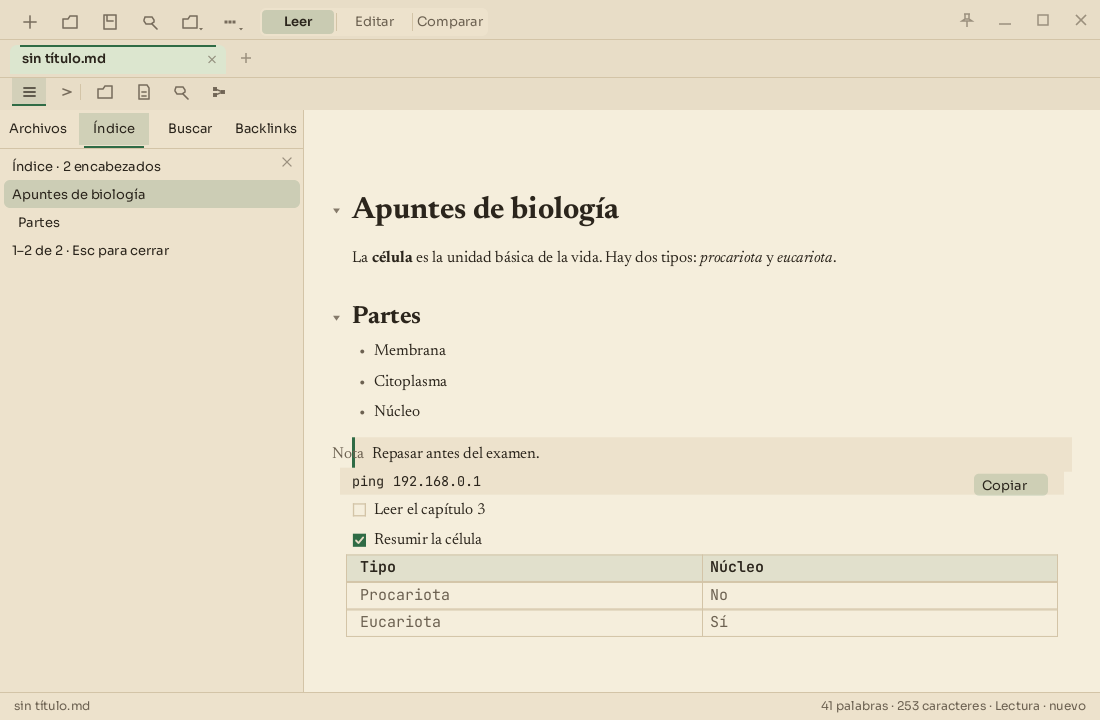 Leer Editar Comparar
sin título.md
Archivos Índice Buscar Backlinks
Índice · 2 encabezados
Apuntes de biología
Partes
1–2 de 2 · Esc para cerrar
Apuntes de biología
La célula es la unidad básica de la vida. Hay dos tipos: procariota y eucariota.
Partes
• Membrana
• Citoplasma
• Núcleo
Nota Repasar antes del examen.
ping 192.168.0.1 Copiar
Leer el capítulo 3
Resumir la célula
Tipo Núcleo
Procariota No
Eucariota Sí
sin título.md 41 palabras · 253 caracteres · Lectura · nuevo